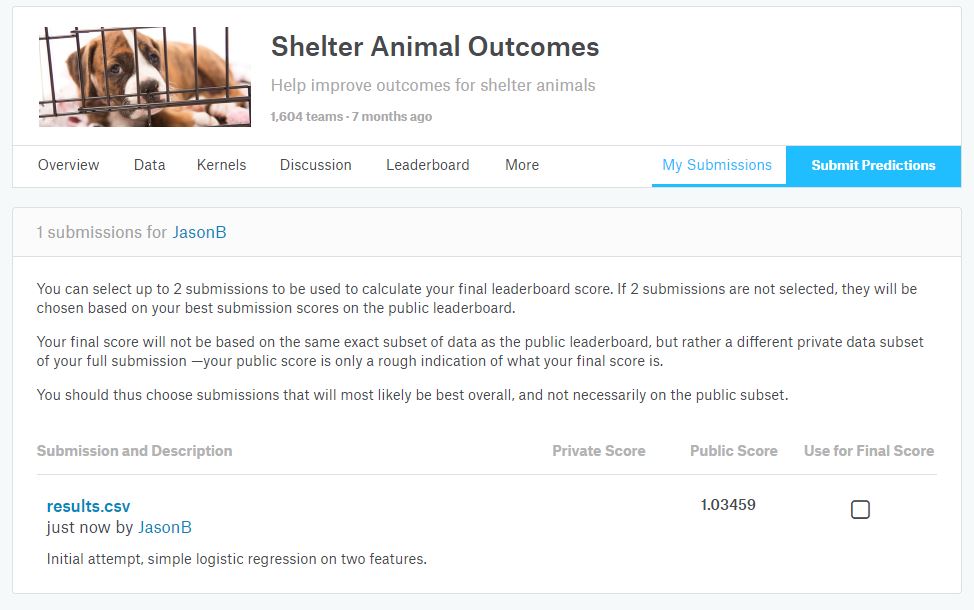 Shelter Animal Outcomes
Help improve outcomes for shelter animals
1,604 teams · 7 months ago
Overview Data Kernels Discussion Leaderboard More My Submissions Submit Predictions
1 submissions for JasonB
You can select up to 2 submissions to be used to calculate your final leaderboard score. If 2 submissions are not selected, they will be
chosen based on your best submission scores on the public leaderboard.
Your final score will not be based on the same exact subset of data as the public leaderboard, but rather a different private data subset
of your full submission —your public score is only a rough indication of what your final score is.
You should thus choose submissions that will most likely be best overall, and not necessarily on the public subset.
Submission and Description Private Score Public Score Use for Final Score
results.csv 1.03459
just now by JasonB
Initial attempt, simple logistic regression on two features.